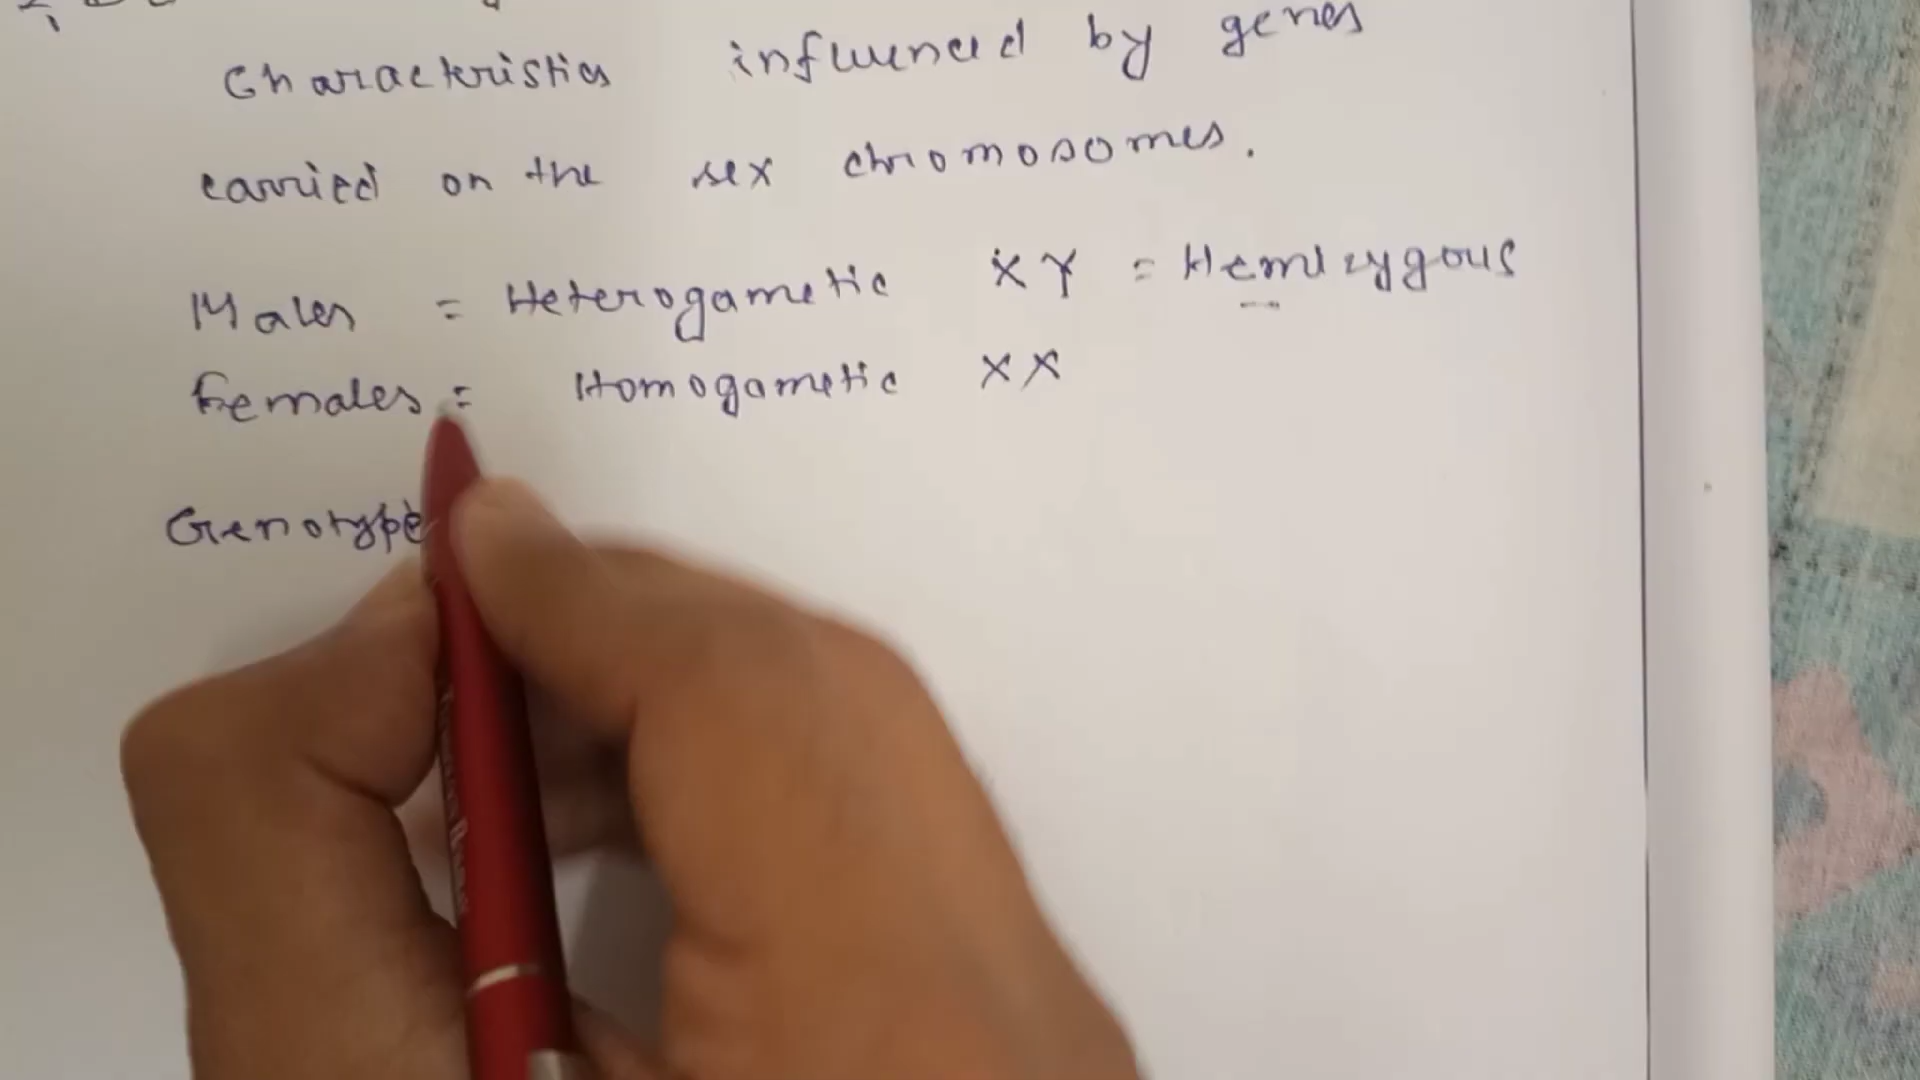 Characteristics influenced by genes
carried on the sex chromosomes.
Males = Heterogametic XY = Hemizygous
Females = Homogametic XX
Genotype